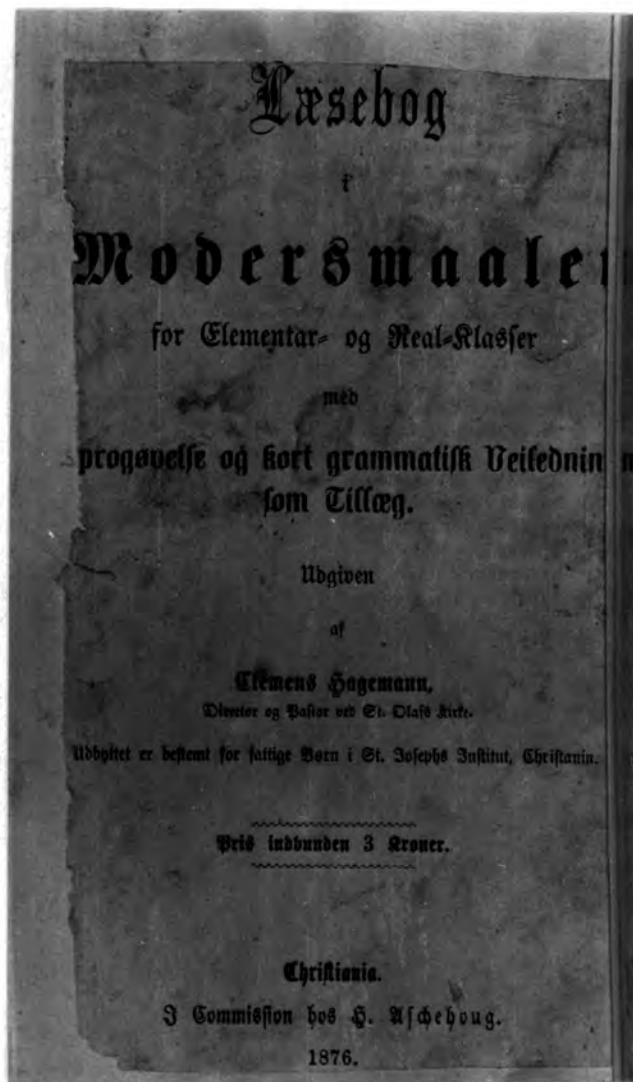 Læsebog
i
Modersmaalet
for Elementar- og Real-Klasser
med
progøvelse og kort grammatisk Veiledning
som Tillæg.
Udgiven
af
Clemens Hagemann,
Director og Pastor ved St. Olafs Kirke.
Udbyttet er bestemt for fattige Børn i St. Josephs Institut, Christania.
Pris indbunden 3 Kroner.
Christiania.
I Commission hos H. Aschehoug.
1876.